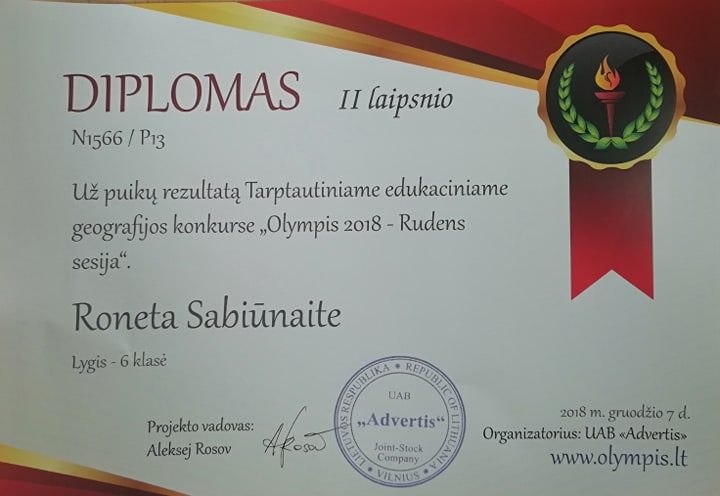 DIPLOMAS II laipsnio
N1566 / P13
Už puikų rezultatą Tarptautiniame edukaciniame
geografijos konkurse „Olympis 2018 - Rudens
sesija“.
Roneta Sabiūnaite
Lygis - 6 klasė
Projekto vadovas:
Aleksej Rosov
LIETUVOS RESPUBLIKA * REPUBLIC OF LITHUANIA
UAB
„Advertis“
Joint-Stock
Company
* VILNIUS *
2018 m. gruodžio 7 d.
Organizatorius: UAB «Advertis»
www.olympis.lt